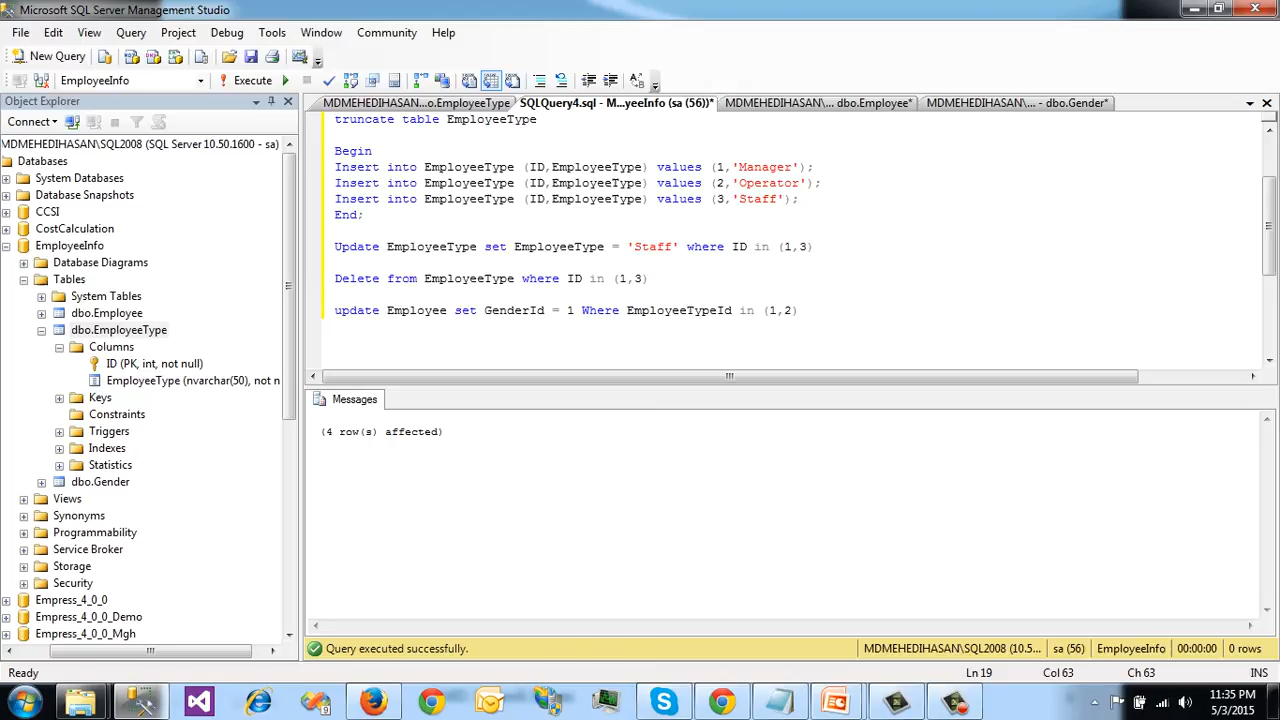 Microsoft SQL Server Management Studio
File Edit View Query Project Debug Tools Window Community Help
New Query
EmployeeInfo Execute
Object Explorer
MDMEHEDIHASAN...o.EmployeeType SQLQuery4.sql - M...yeeInfo (sa (56))* MDMEHEDIHASAN\... dbo.Employee* MDMEHEDIHASAN\... - dbo.Gender*
Connect
MDMEHEDIHASAN\SQL2008 (SQL Server 10.50.1600 - sa)
Databases
System Databases
Database Snapshots
CCSI
CostCalculation
EmployeeInfo
Database Diagrams
Tables
System Tables
dbo.Employee
dbo.EmployeeType
Columns
ID (PK, int, not null)
EmployeeType (nvarchar(50), not n
Keys
Constraints
Triggers
Indexes
Statistics
dbo.Gender
Views
Synonyms
Programmability
Service Broker
Storage
Security
Empress_4_0_0
Empress_4_0_0_Demo
Empress_4_0_0_Mgh
truncate table EmployeeType
Begin
Insert into EmployeeType (ID,EmployeeType) values (1,'Manager');
Insert into EmployeeType (ID,EmployeeType) values (2,'Operator');
Insert into EmployeeType (ID,EmployeeType) values (3,'Staff');
End;
Update EmployeeType set EmployeeType = 'Staff' where ID in (1,3)
Delete from EmployeeType where ID in (1,3)
update Employee set GenderId = 1 Where EmployeeTypeId in (1,2)
Messages
(4 row(s) affected)
Query executed successfully. MDMEHEDIHASAN\SQL2008 (10.5... sa (56) EmployeeInfo 00:00:00 0 rows
Ready Ln 19 Col 63 Ch 63 INS
11:35 PM
5/3/2015